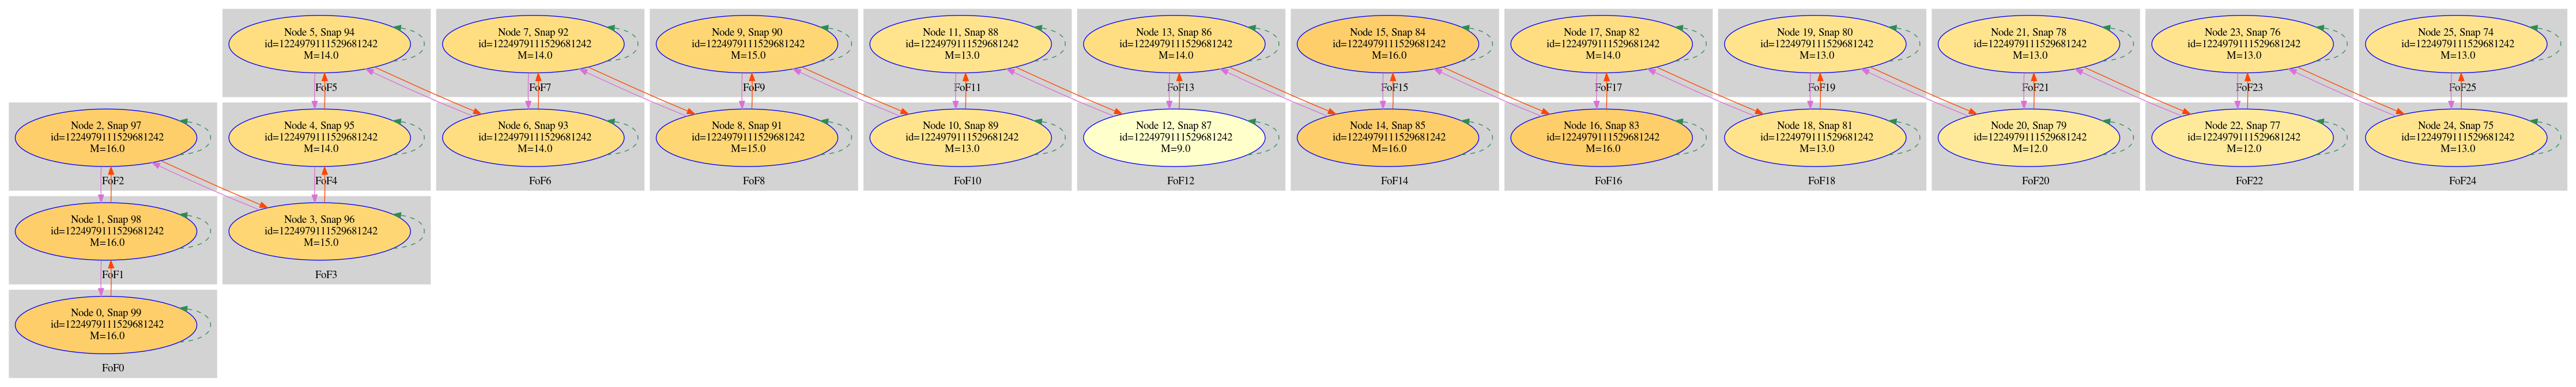 Node 5, Snap 94
id=1224979111529681242
M=14.0
FoF5
Node 7, Snap 92
id=1224979111529681242
M=14.0
FoF7
Node 9, Snap 90
id=1224979111529681242
M=15.0
FoF9
Node 11, Snap 88
id=1224979111529681242
M=13.0
FoF11
Node 13, Snap 86
id=1224979111529681242
M=14.0
FoF13
Node 15, Snap 84
id=1224979111529681242
M=16.0
FoF15
Node 17, Snap 82
id=1224979111529681242
M=14.0
FoF17
Node 19, Snap 80
id=1224979111529681242
M=13.0
FoF19
Node 21, Snap 78
id=1224979111529681242
M=13.0
FoF21
Node 23, Snap 76
id=1224979111529681242
M=13.0
FoF23
Node 25, Snap 74
id=1224979111529681242
M=13.0
FoF25
Node 2, Snap 97
id=1224979111529681242
M=16.0
FoF2
Node 4, Snap 95
id=1224979111529681242
M=14.0
FoF4
Node 6, Snap 93
id=1224979111529681242
M=14.0
FoF6
Node 8, Snap 91
id=1224979111529681242
M=15.0
FoF8
Node 10, Snap 89
id=1224979111529681242
M=13.0
FoF10
Node 12, Snap 87
id=1224979111529681242
M=9.0
FoF12
Node 14, Snap 85
id=1224979111529681242
M=16.0
FoF14
Node 16, Snap 83
id=1224979111529681242
M=16.0
FoF16
Node 18, Snap 81
id=1224979111529681242
M=13.0
FoF18
Node 20, Snap 79
id=1224979111529681242
M=12.0
FoF20
Node 22, Snap 77
id=1224979111529681242
M=12.0
FoF22
Node 24, Snap 75
id=1224979111529681242
M=13.0
FoF24
Node 1, Snap 98
id=1224979111529681242
M=16.0
FoF1
Node 3, Snap 96
id=1224979111529681242
M=15.0
FoF3
Node 0, Snap 99
id=1224979111529681242
M=16.0
FoF0